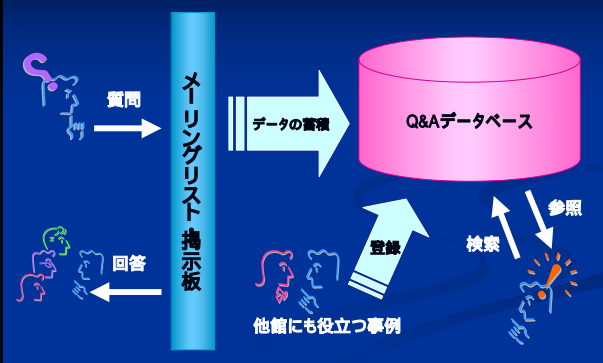 質問
メーリングリスト・掲示板
データの蓄積
Q&Aデータベース
回答
登録
検索
参照
他館にも役立つ事例